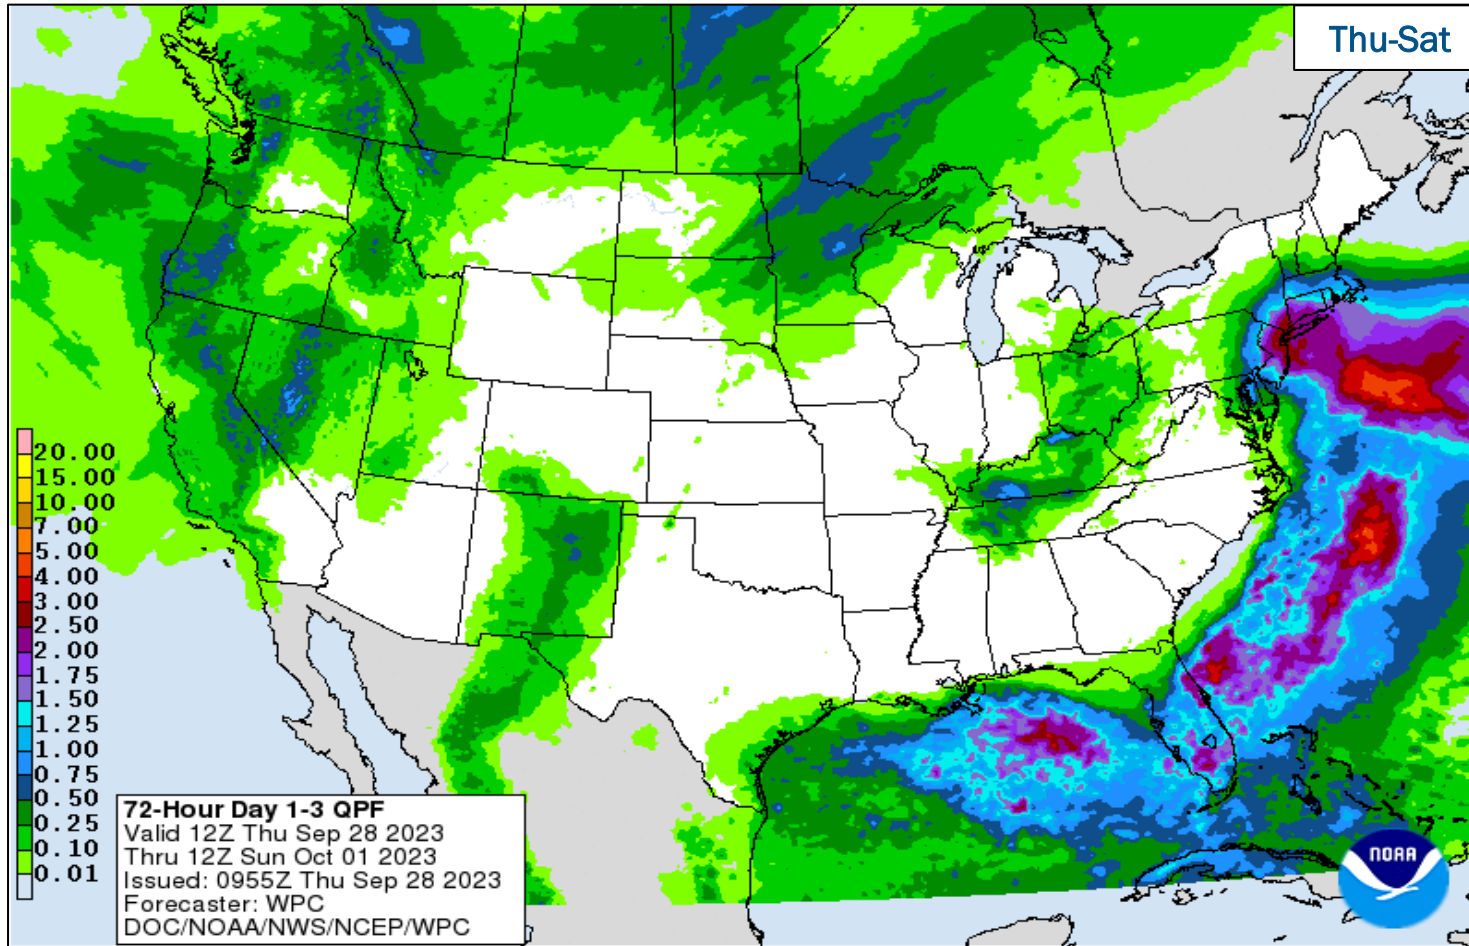 Thu-Sat
20.00
15.00
10.00
7.00
5.00
4.00
3.00
2.50
2.00
1.75
1.50
1.25
1.00
0.75
0.50
0.25
0.10
0.01
72-Hour Day 1-3 QPF
Valid 12Z Thu Sep 28 2023
Thru 12Z Sun Oct 01 2023
Issued: 0955Z Thu Sep 28 2023
Forecaster: WPC
DOC/NOAA/NWS/NCEP/WPC
NOAA